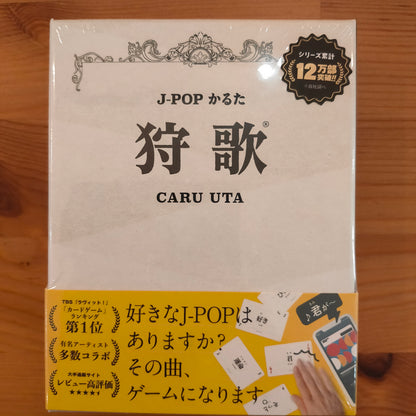 シリーズ累計
12万部
突破!!
J-POP かるた
狩歌®
CARU UTA
TBS「ラヴィット!」
「カードゲーム」
ランキング
第1位
有名アーティスト
多数コラボ
大手通販サイト
レビュー高評価
★★★★
好きなJ-POPは
ありますか?
その曲、
ゲームになります
♪君が〜
好き